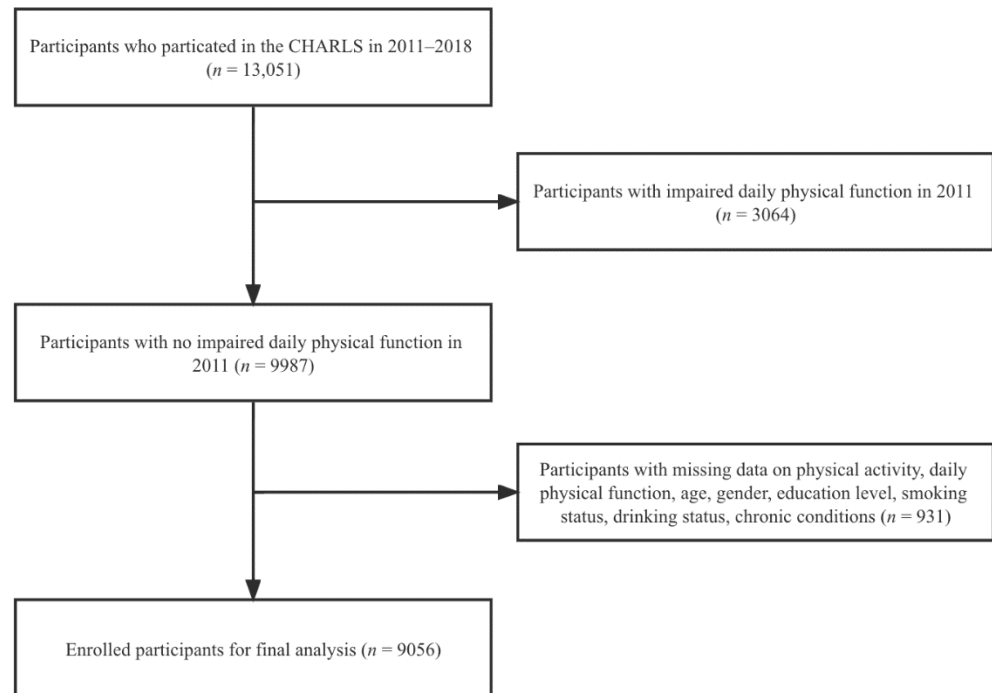 Participants who particated in the CHARLS in 2011–2018
(n = 13,051)
Participants with impaired daily physical function in 2011
(n = 3064)
Participants with no impaired daily physical function in
2011 (n = 9987)
Participants with missing data on physical activity, daily
physical function, age, gender, education level, smoking
status, drinking status, chronic conditions (n = 931)
Enrolled participants for final analysis (n = 9056)